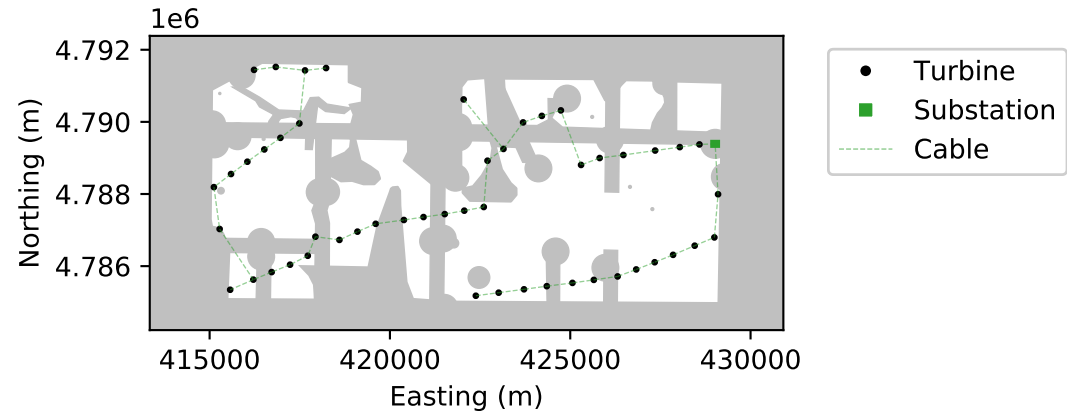 1e6
4.792
4.790
4.788
4.786
Northing (m)
415000 420000 425000 430000
Easting (m)
Turbine
Substation
Cable